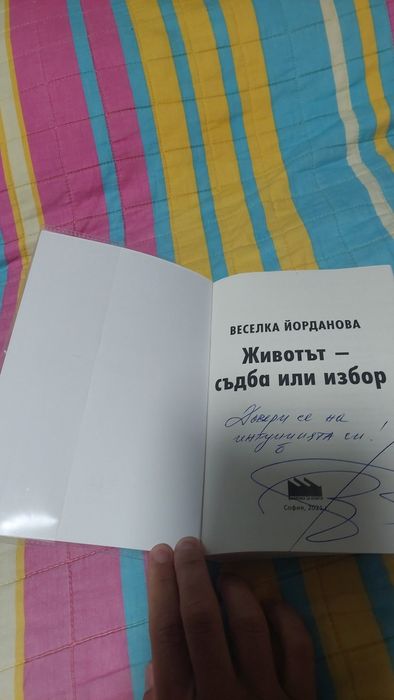 ВЕСЕЛКА ЙОРДАНОВА
Животът –
съдба или избор
Довери се на
интуицията си!
София, 2021 г.